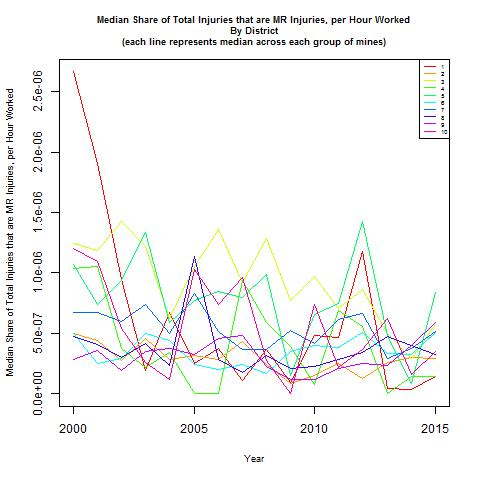 Median Share of Total Injuries that are MR Injuries, per Hour Worked
By District
(each line represents median across each group of mines)
Median Share of Total Injuries that are MR Injuries, per Hour Worked
2.5e-06
2.0e-06
1.5e-06
1.0e-06
5.0e-07
0.0e+00
1
2
3
4
5
6
7
8
9
10
2000
2005
2010
2015
Year